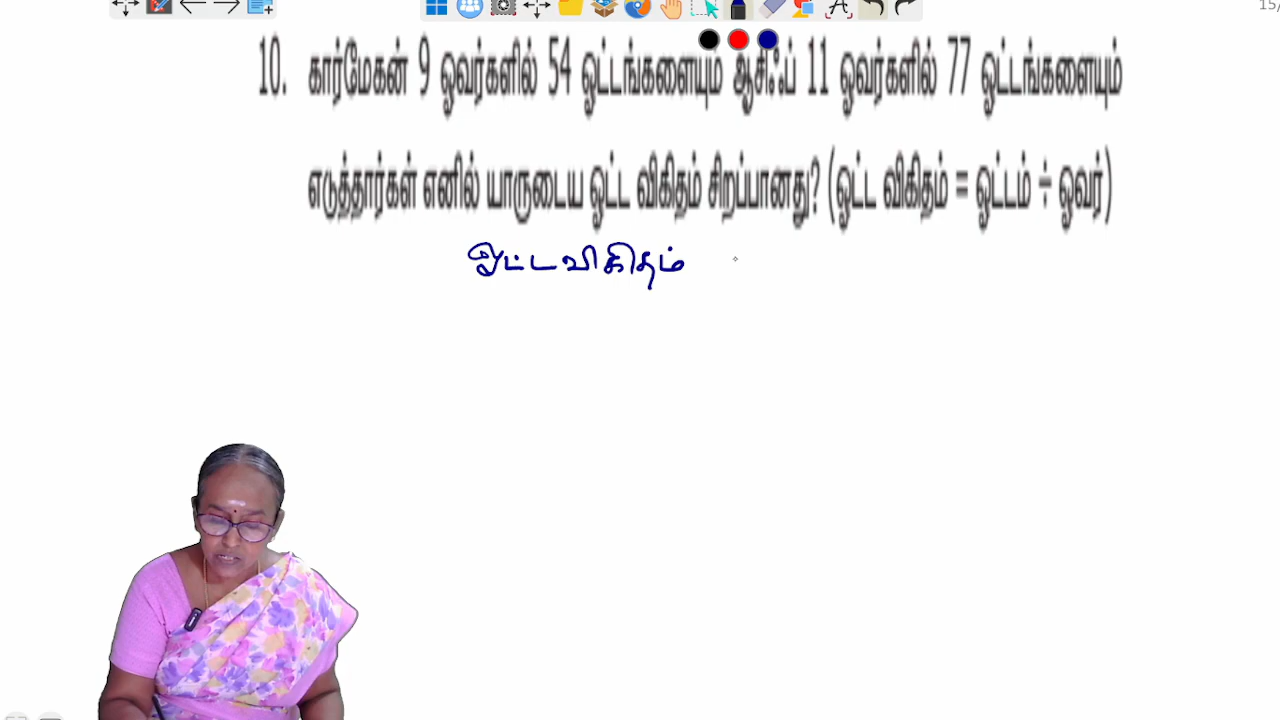 15/
10. கார்மேகன் 9 ஓவர்களில் 54 ஓட்டங்களையும் ஆசிஃப் 11 ஓவர்களில் 77 ஓட்டங்களையும்
எடுத்தார்கள் எனில் யாருடைய ஓட்ட விகிதம் சிறப்பானது? (ஓட்ட விகிதம் = ஓட்டம் ÷ ஓவர்)
ஓட்டவிகிதம்